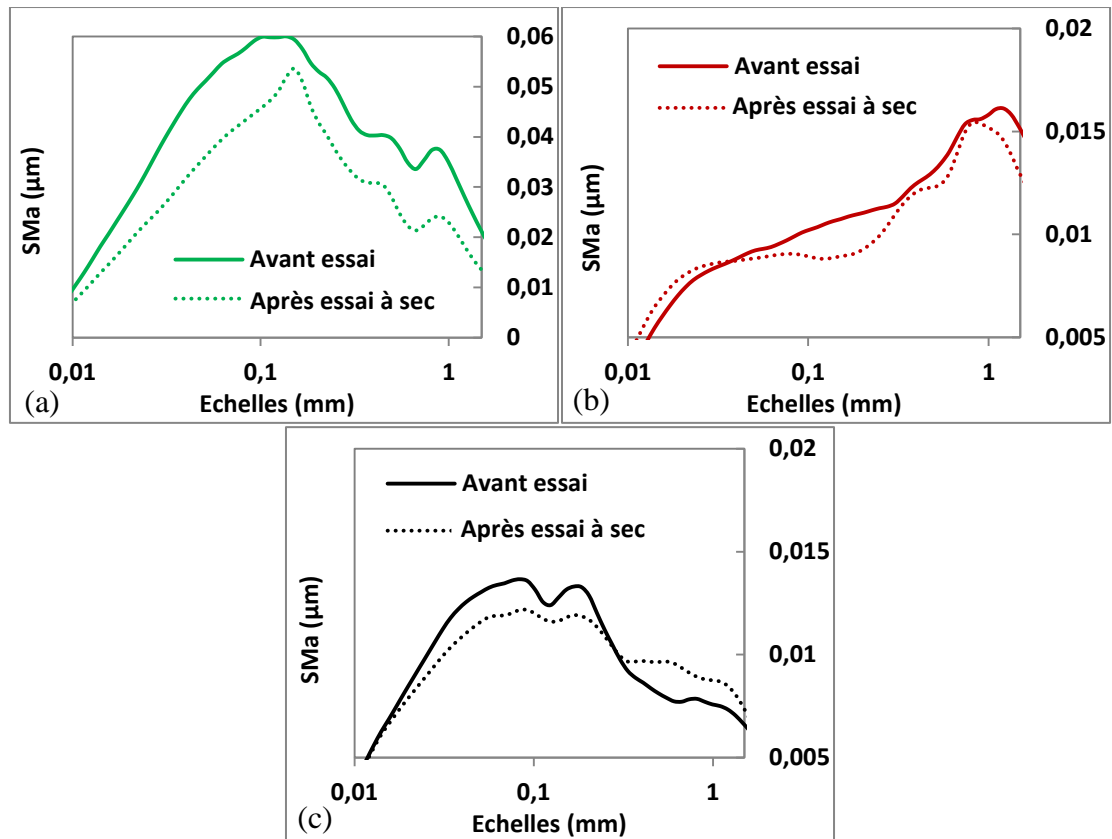 0,06
0,05
0,04
0,03
0,02
0,01
0
SMa (µm)
Avant essai
Après essai à sec
0,01 0,1 1
Echelles (mm)
(a)
0,02
0,015
0,01
0,005
SMa (µm)
Avant essai
Après essai à sec
0,01 0,1 1
Echelles (mm)
(b)
0,02
0,015
0,01
0,005
SMa (µm)
Avant essai
Après essai à sec
0,01 0,1 1
Echelles (mm)
(c)